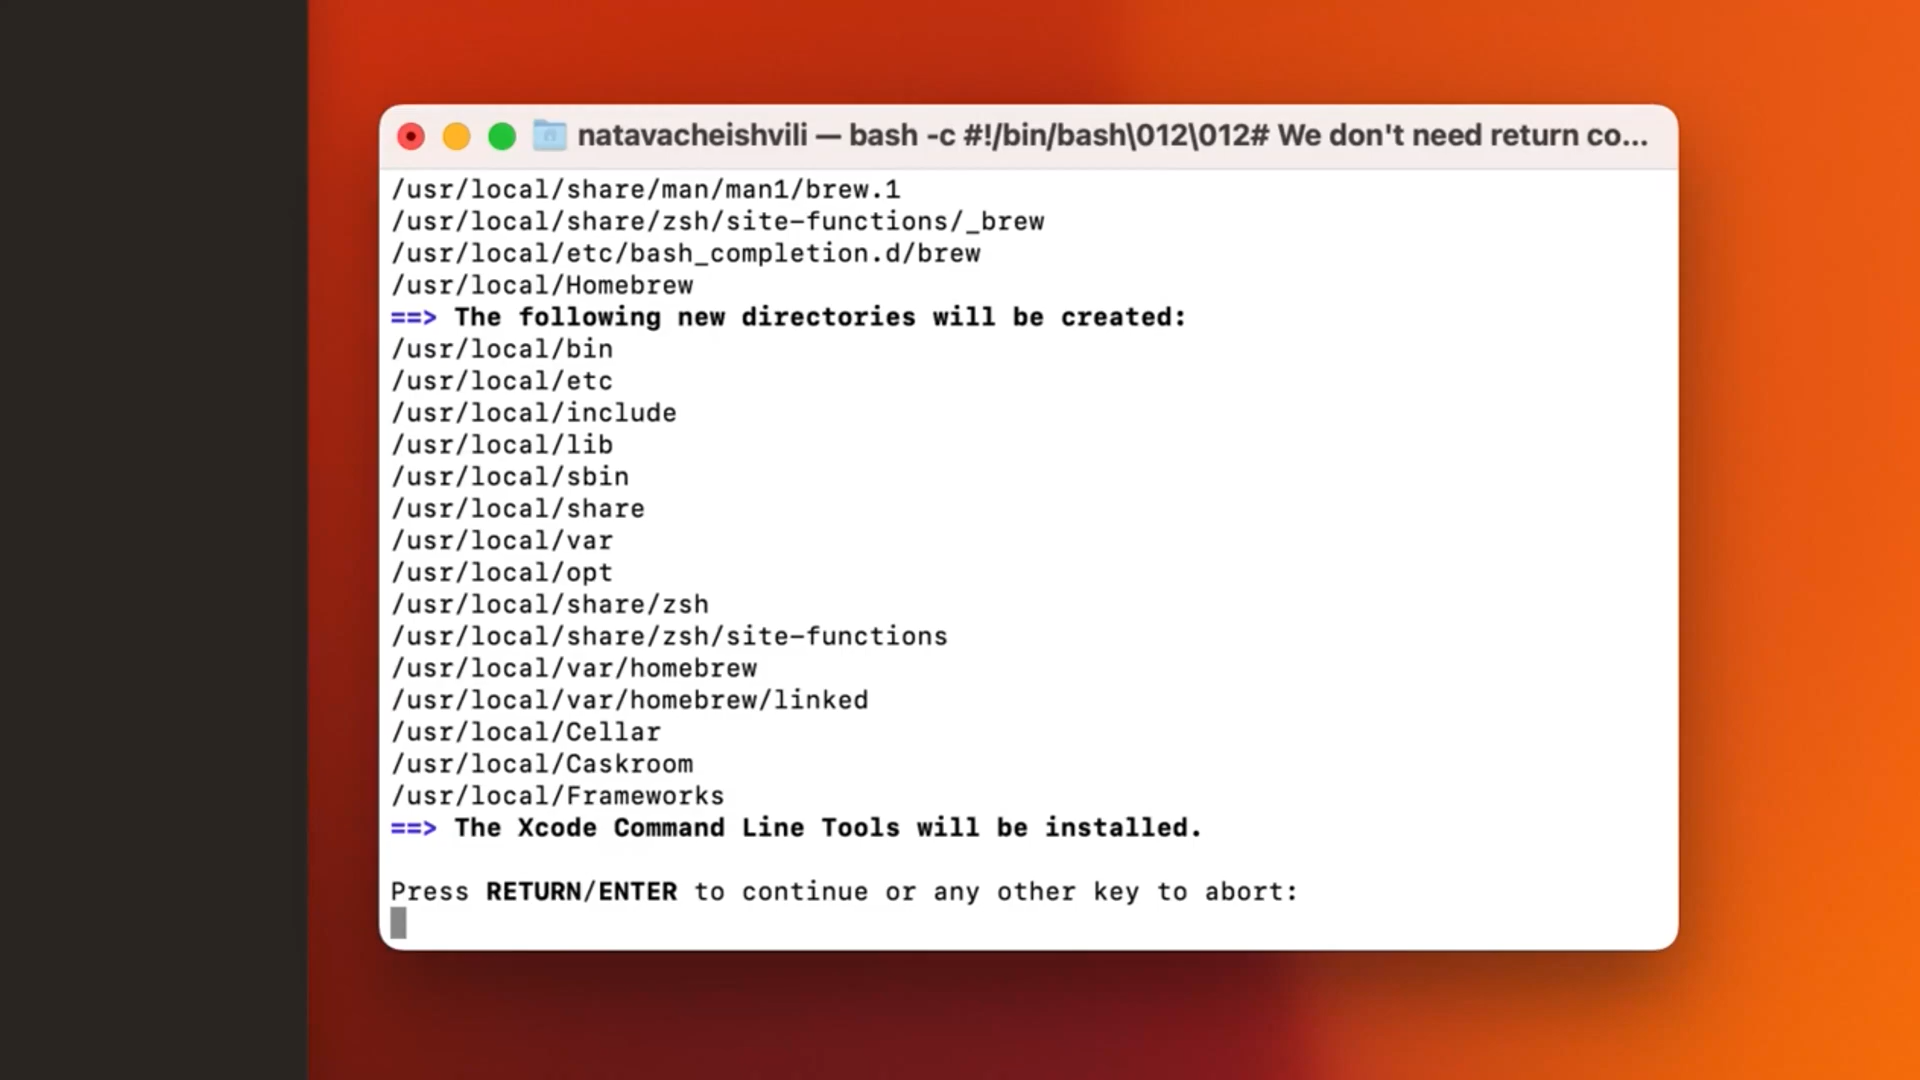 natavacheishvili — bash -c #!/bin/bash\012\012# We don't need return co...
/usr/local/share/man/man1/brew.1
/usr/local/share/zsh/site-functions/_brew
/usr/local/etc/bash_completion.d/brew
/usr/local/Homebrew
==> The following new directories will be created:
/usr/local/bin
/usr/local/etc
/usr/local/include
/usr/local/lib
/usr/local/sbin
/usr/local/share
/usr/local/var
/usr/local/opt
/usr/local/share/zsh
/usr/local/share/zsh/site-functions
/usr/local/var/homebrew
/usr/local/var/homebrew/linked
/usr/local/Cellar
/usr/local/Caskroom
/usr/local/Frameworks
==> The Xcode Command Line Tools will be installed.
Press RETURN/ENTER to continue or any other key to abort: